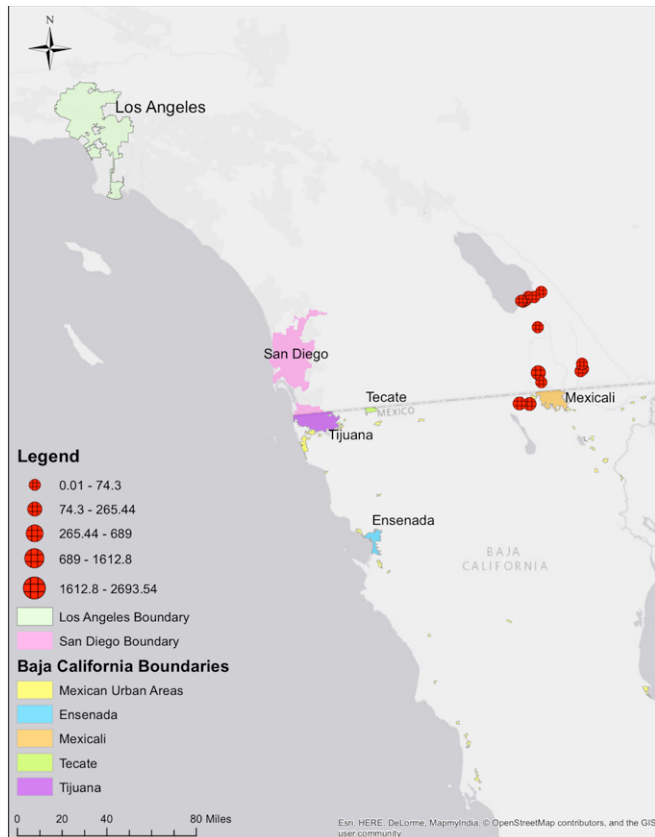 N
Los Angeles
San Diego
Tecate
Mexicali
MEXICO
Tijuana
Legend
0.01 - 74.3
74.3 - 265.44
265.44 - 689
689 - 1612.8
1612.8 - 2693.54
Los Angeles Boundary
San Diego Boundary
Ensenada
BAJA
CALIFORNIA
Baja California Boundaries
Mexican Urban Areas
Ensenada
Mexicali
Tecate
Tijuana
0 20 40 80 Miles
Esri, HERE, DeLorme, MapmyIndia, © OpenStreetMap contributors, and the GIS
user community